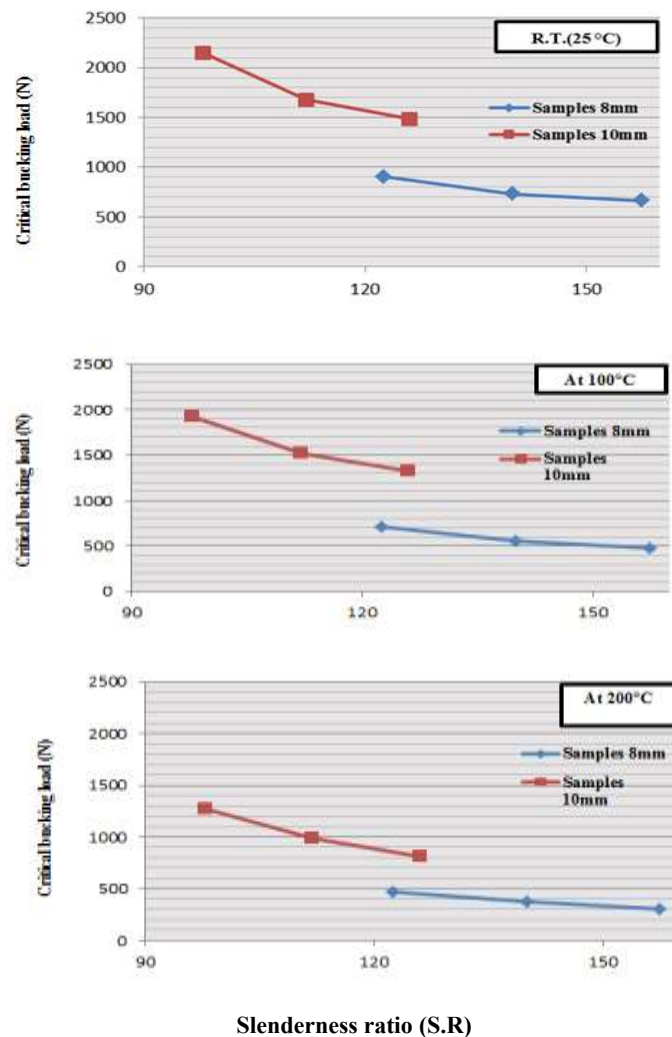 R.T.(25°C)
2500
2000
1500
1000
500
0
Critical bucking load (N)
Samples 8mm
Samples 10mm
90
120
150
At 100°C
2500
2000
1500
1000
500
0
Critical bucking load (N)
Samples 8mm
Samples
10mm
90
120
150
At 200°C
2500
2000
1500
1000
500
0
Critical bucking load (N)
Samples 8mm
Samples
10mm
90
120
150
Slenderness ratio (S.R)